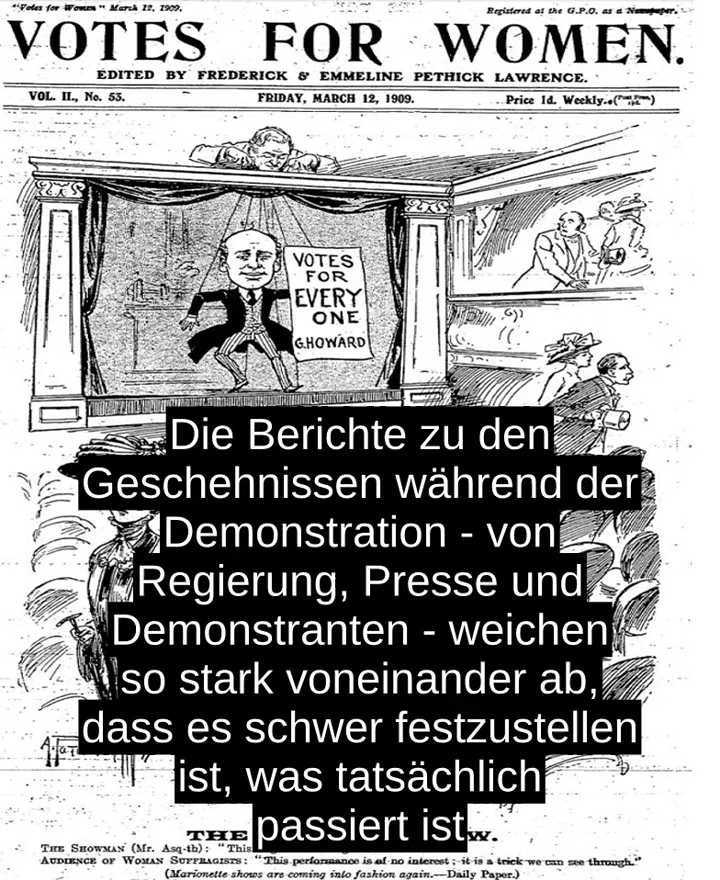 "Votes for Women" March 12, 1909.
Registered at the G.P.O. as a Newspaper.
VOTES FOR WOMEN.
EDITED BY FREDERICK & EMMELINE PETHICK LAWRENCE.
VOL. II., No. 53.
FRIDAY, MARCH 12, 1909.
Price 1d. Weekly.
VOTES
FOR
EVERY
ONE
G.HOWARD
Die Berichte zu den
Geschehnissen während der
Demonstration - von
Regierung, Presse und
Demonstranten - weichen
so stark voneinander ab,
dass es schwer festzustellen
ist, was tatsächlich
passiert ist
THE
THE SHOWMAN (Mr. Asq-th): "This
AUDIENCE OF WOMAN SUFFRAGISTS: "This performance is of no interest; it is a trick we can see through."
(Marionette shows are coming into fashion again.—Daily Paper.)